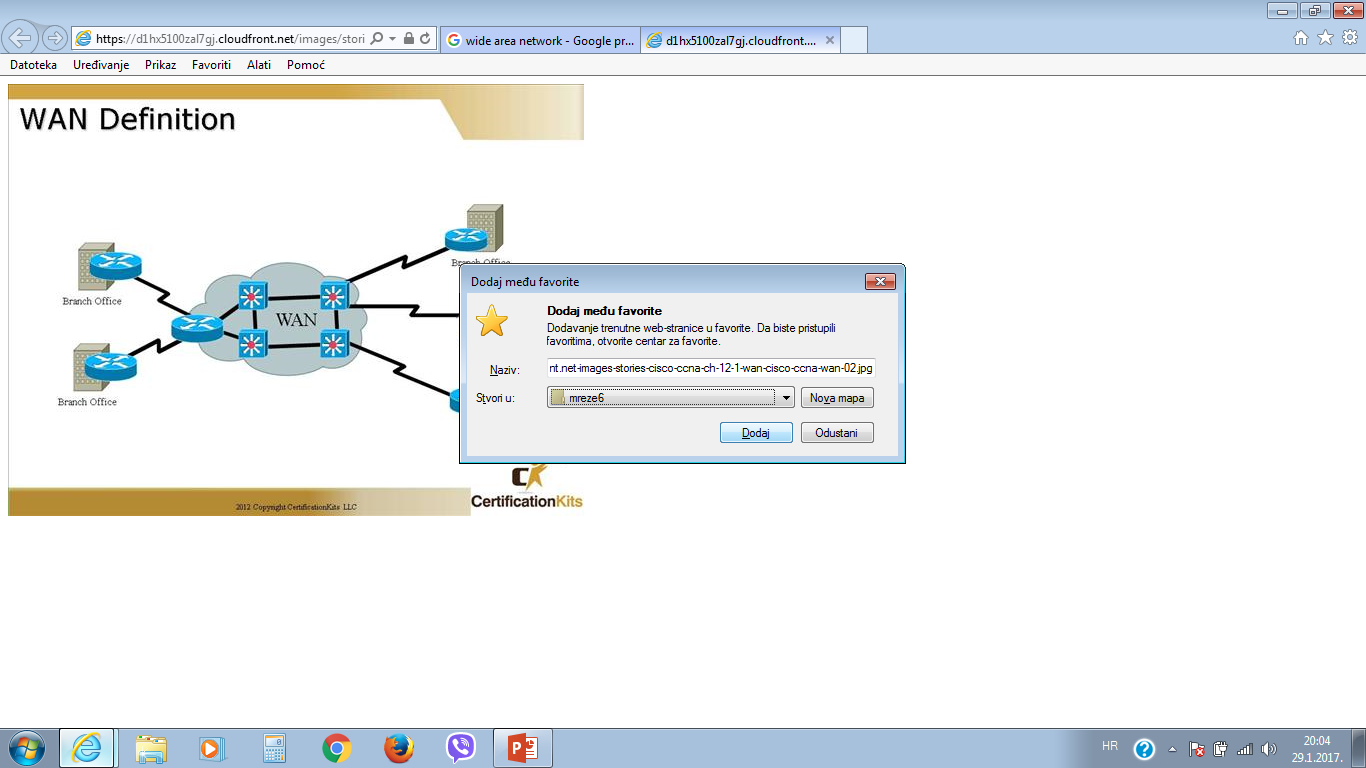 https://d1hx5100zal7gj.cloudfront.net/images/stori
wide area network - Google pr...
d1hx5100zal7gj.cloudfront....
Datoteka Uređivanje Prikaz Favoriti Alati Pomoć
WAN Definition
Branch Office
Branch Office
Branch Office
WAN
Dodaj među favorite
Dodaj među favorite
Dodavanje trenutne web-stranice u favorite. Da biste pristupili
favoritima, otvorite centar za favorite.
Naziv: nt.net-images-stories-cisco-ccna-ch-12-1-wan-cisco-ccna-wan-02.jpg
Stvori u: mreze6 Nova mapa
Dodaj Odustani
CK
CertificationKits
2012 Copyright CertificationKits LLC
HR
20:04
29.1.2017.